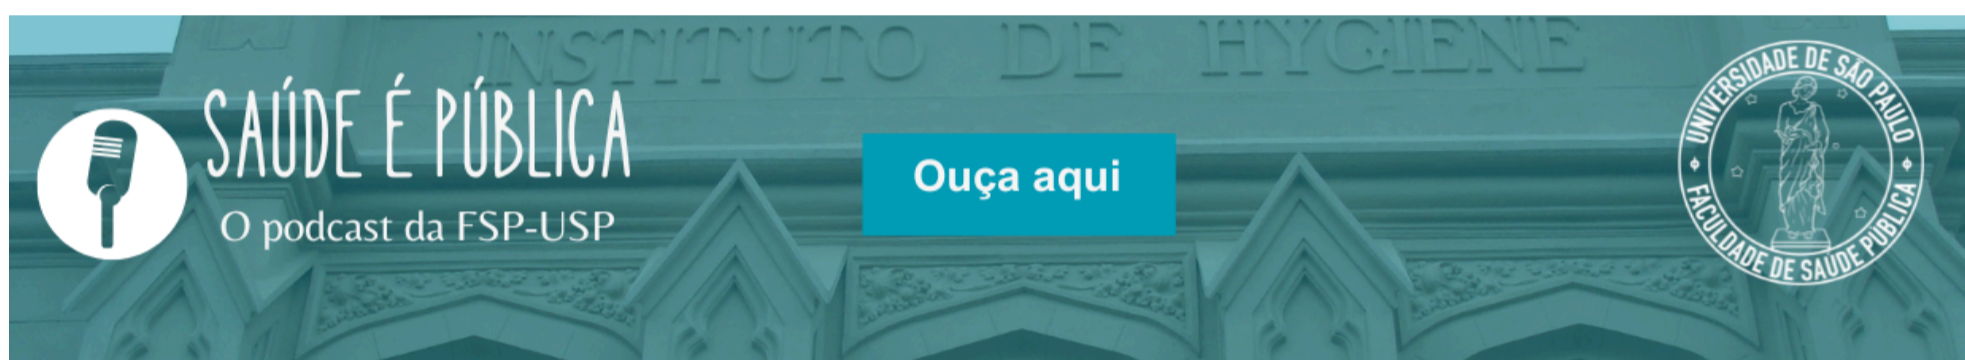 INSTITUTO DE HYGIENE
SAÚDE É PÚBLICA
O podcast da FSP-USP
Ouça aqui
UNIVERSIDADE DE SÃO PAULO
FACULDADE DE SAÚDE PÚBLICA